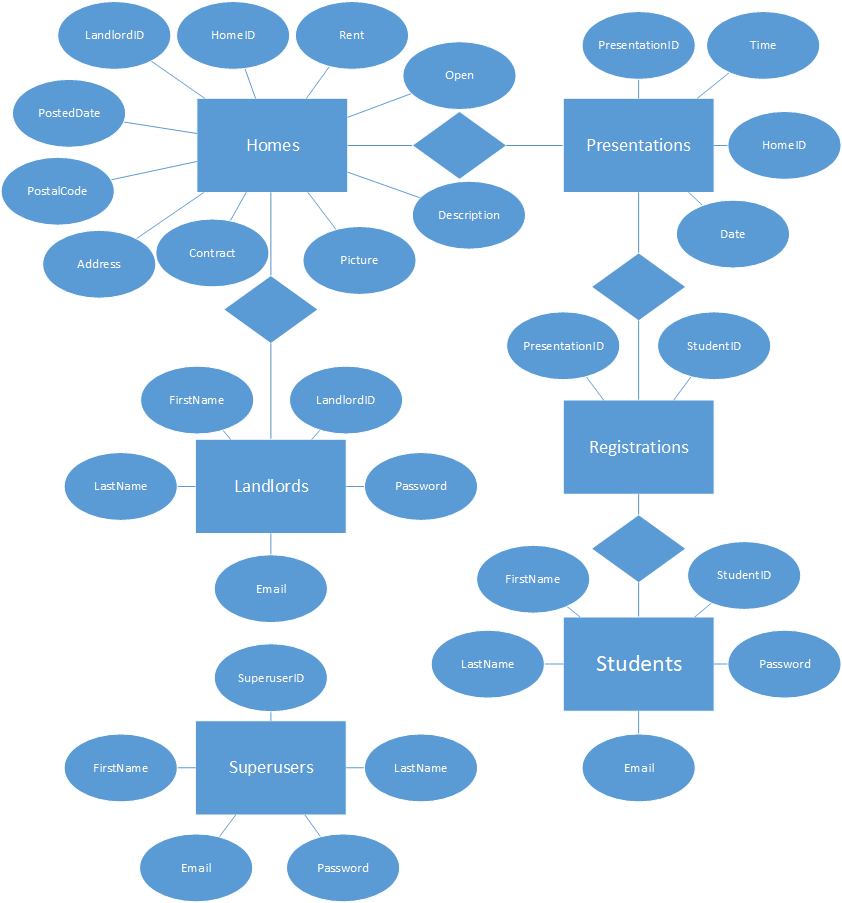 LandlordID
HomeID
Rent
Open
PresentationID
Time
PostedDate
Homes
Presentations
HomeID
PostalCode
Description
Address
Contract
Picture
Date
PresentationID
StudentID
FirstName
LandlordID
Registrations
LastName
Landlords
Password
Email
FirstName
StudentID
LastName
Students
Password
SuperuserID
FirstName
Superusers
LastName
Email
Email
Password